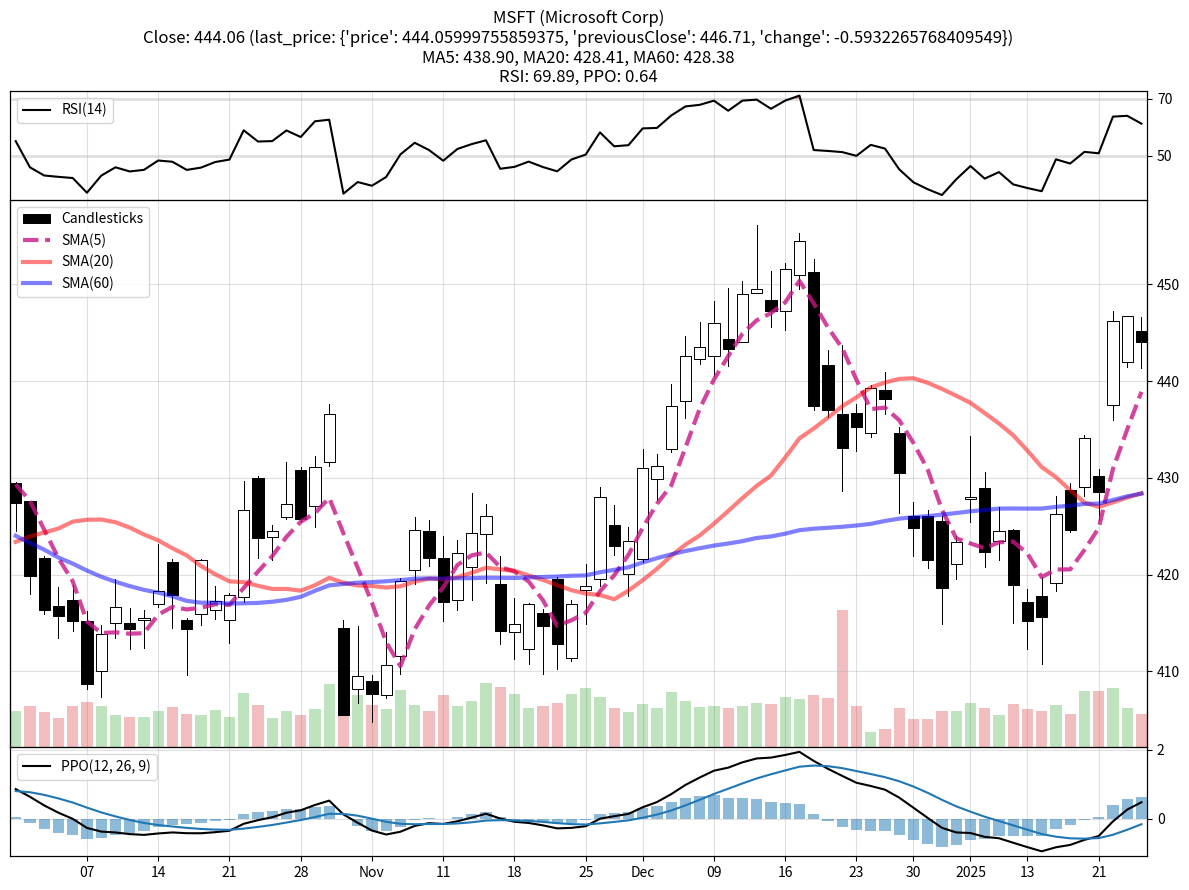 MSFT (Microsoft Corp)
Close: 444.06 (last_price: {'price': 444.05999755859375, 'previousClose': 446.71, 'change': -0.5932265768409549})
MA5: 438.90, MA20: 428.41, MA60: 428.38
RSI: 69.89, PPO: 0.64
RSI(14)
70
50
Candlesticks
SMA(5)
SMA(20)
SMA(60)
450
440
430
420
410
PPO(12, 26, 9)
2
0
07 14 21 28 Nov 11 18 25 Dec 09 16 23 30 2025 13 21